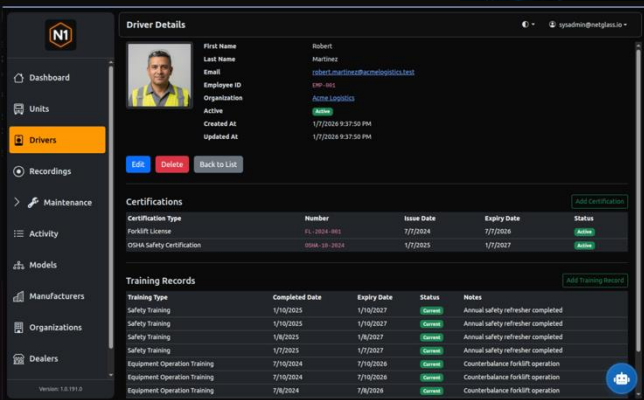 N1
Driver Details
sysadmin@netglass.io
Dashboard
Units
Drivers
Recordings
Maintenance
Activity
Models
Manufacturers
Organizations
Dealers
Version: 1.0.191.0
First Name Robert
Last Name Martinez
Email robert.martinez@acmelogistics.test
Employee ID EMP-001
Organization Acme Logistics
Active Active
Created At 1/7/2026 9:37:50 PM
Updated At 1/7/2026 9:37:50 PM
Edit Delete Back to List
Certifications Add Certification
Certification Type Number Issue Date Expiry Date Status
Forklift License FL-2024-001 7/7/2024 7/7/2026 Active
OSHA Safety Certification OSHA-10-2024 1/7/2025 1/7/2027 Active
Training Records Add Training Record
Training Type Completed Date Expiry Date Status Notes
Safety Training 1/10/2025 1/10/2027 Current Annual safety refresher completed
Safety Training 1/10/2025 1/10/2027 Current Annual safety refresher completed
Safety Training 1/8/2025 1/8/2027 Current Annual safety refresher completed
Safety Training 1/7/2025 1/7/2027 Current Annual safety refresher completed
Equipment Operation Training 7/10/2024 7/10/2026 Current Counterbalance forklift operation
Equipment Operation Training 7/10/2024 7/10/2026 Current Counterbalance forklift operation
Equipment Operation Training 7/8/2024 7/8/2026 Current Counterbalance forklift operation